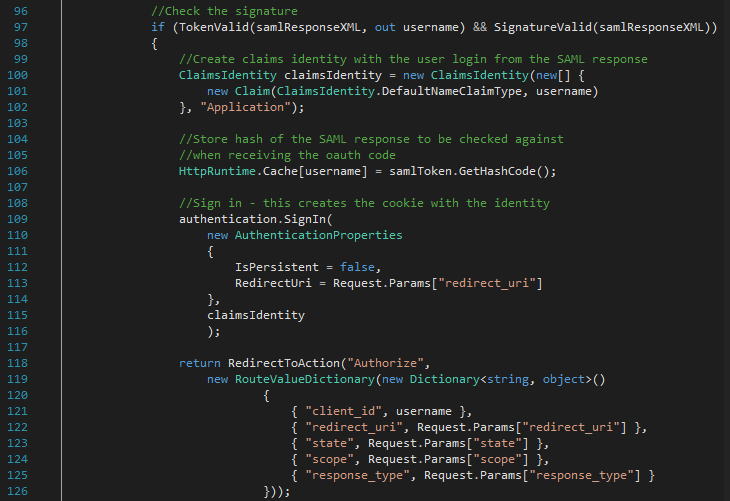 96 //Check the signature
97 if (TokenValid(samlResponseXML, out username) && SignatureValid(samlResponseXML))
98 {
99 //Create claims identity with the user login from the SAML response
100 ClaimsIdentity claimsIdentity = new ClaimsIdentity(new[] {
101 new Claim(ClaimsIdentity.DefaultNameClaimType, username)
102 }, "Application");
103
104 //Store hash of the SAML response to be checked against
105 //when receiving the oauth code
106 HttpRuntime.Cache[username] = samlToken.GetHashCode();
107
108 //Sign in - this creates the cookie with the identity
109 authentication.SignIn(
110 new AuthenticationProperties
111 {
112 IsPersistent = false,
113 RedirectUri = Request.Params["redirect_uri"]
114 },
115 claimsIdentity
116 );
117
118 return RedirectToAction("Authorize",
119 new RouteValueDictionary(new Dictionary<string, object>()
120 {
121 { "client_id", username },
122 { "redirect_uri", Request.Params["redirect_uri"] },
123 { "state", Request.Params["state"] },
124 { "scope", Request.Params["scope"] },
125 { "response_type", Request.Params["response_type"] }
126 }));